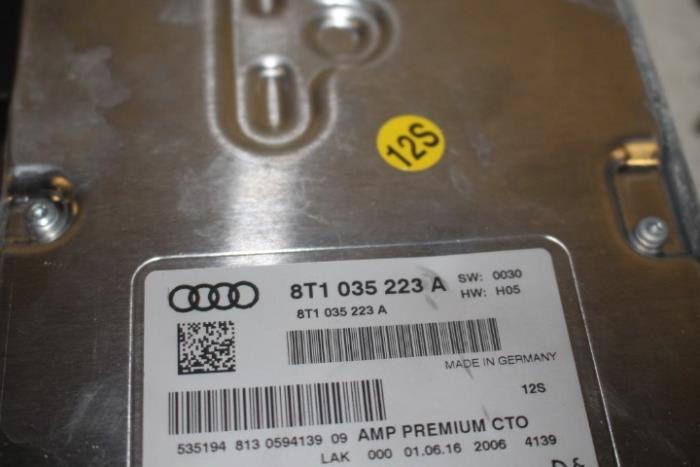 12S
8T1 035 223 A SW: 0030
HW: H05
8T1 035 223 A
MADE IN GERMANY
12S
535194 813 0594139 09 AMP PREMIUM CTO
LAK 000 01.06.16 2006 4139